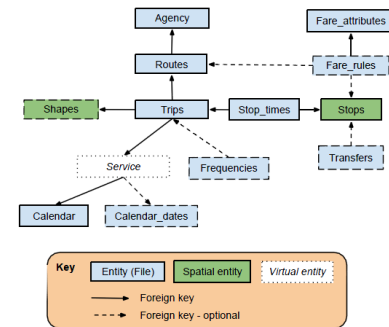 Agency
Fare_attributes
Routes
Fare_rules
Shapes
Trips
Stop_times
Stops
Service
Frequencies
Transfers
Calendar
Calendar_dates
Key
Entity (File)
Spatial entity
Virtual entity
Foreign key
Foreign key - optional